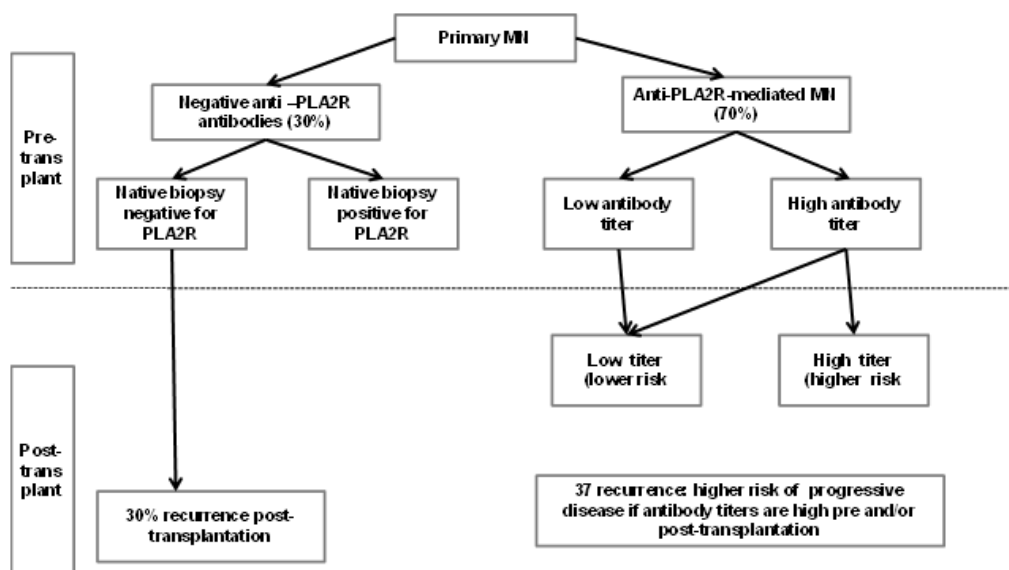 Primary MN
Negative anti –PLA2R
antibodies (30%)
Anti-PLA2R-mediated MN
(70%)
Pre-
trans
plant
Native biopsy
negative for
PLA2R
Native biopsy
positive for
PLA2R
Low antibody
titer
High antibody
titer
Low titer
(lower risk
High titer
(higher risk
Post-
trans
plant
30% recurrence post-
transplantation
37 recurrence: higher risk of progressive
disease if antibody titers are high pre and/or
post-transplantation